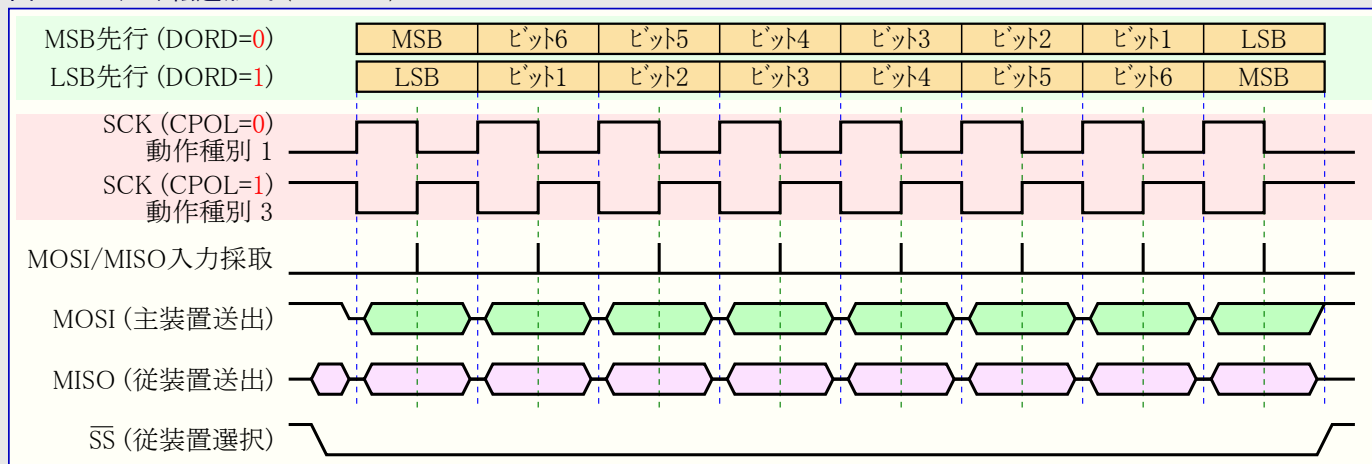 MSB先行 (DORD=0) MSB ビット6 ビット5 ビット4 ビット3 ビット2 ビット1 LSB
LSB先行 (DORD=1) LSB ビット1 ビット2 ビット3 ビット4 ビット5 ビット6 MSB
SCK (CPOL=0)
動作種別 1
SCK (CPOL=1)
動作種別 3
MOSI/MISO入力採取
MOSI (主装置送出)
MISO (従装置送出)
SS (従装置選択)